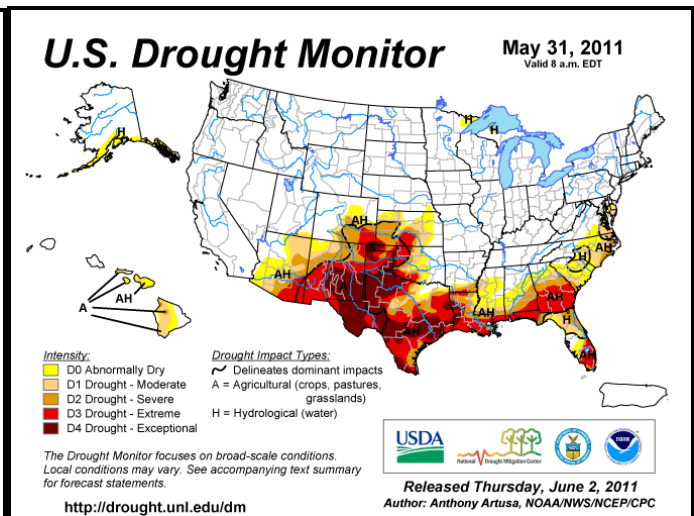 U.S. Drought Monitor
May 31, 2011
Valid 8 a.m. EDT
H
H
H
AH
AH
AH
H
A
AH
AH
AH
H
AH
AH
A
AH
Intensity:
D0 Abnormally Dry
D1 Drought - Moderate
D2 Drought - Severe
D3 Drought - Extreme
D4 Drought - Exceptional
Drought Impact Types:
Delineates dominant impacts
A = Agricultural (crops, pastures,
grasslands)
H = Hydrological (water)
The Drought Monitor focuses on broad-scale conditions.
Local conditions may vary. See accompanying text summary
for forecast statements.
http://drought.unl.edu/dm
USDA
National Drought Mitigation Center
NOAA
Released Thursday, June 2, 2011
Author: Anthony Artusa, NOAA/NWS/NCEP/CPC